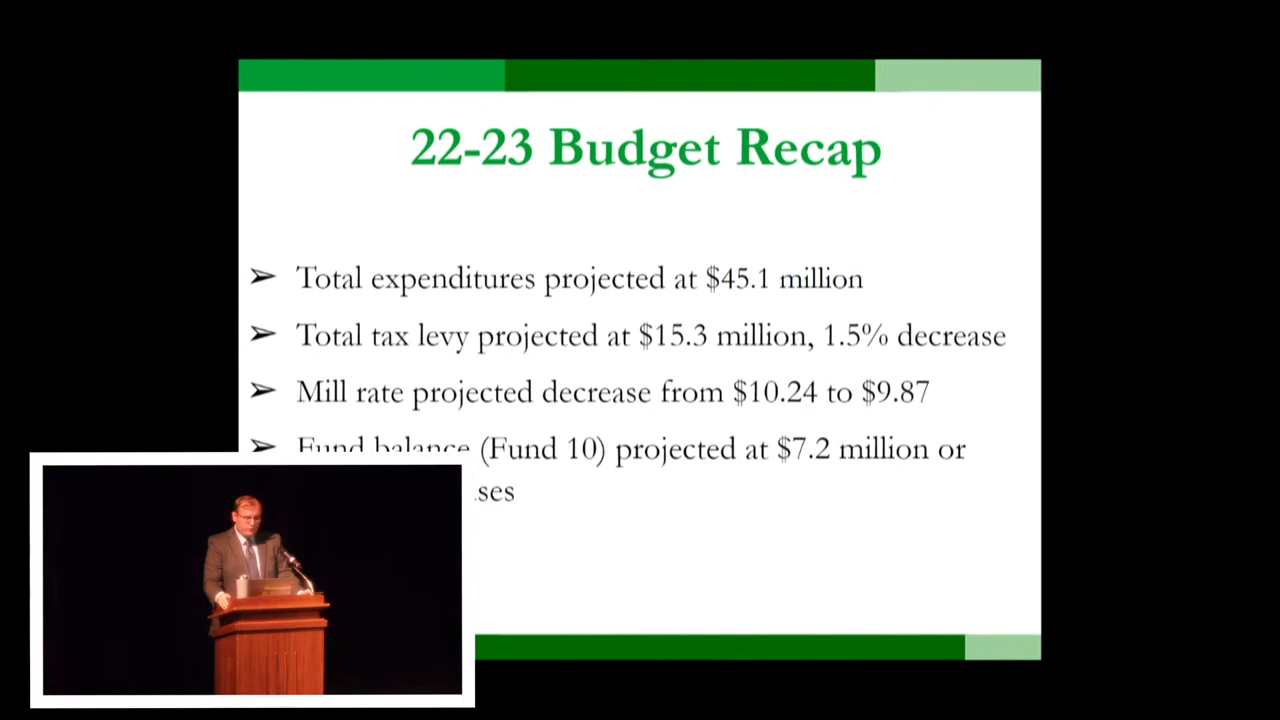 22-23 Budget Recap
➢ Total expenditures projected at $45.1 million
➢ Total tax levy projected at $15.3 million, 1.5% decrease
➢ Mill rate projected decrease from $10.24 to $9.87
➢ Fund balance (Fund 10) projected at $7.2 million or